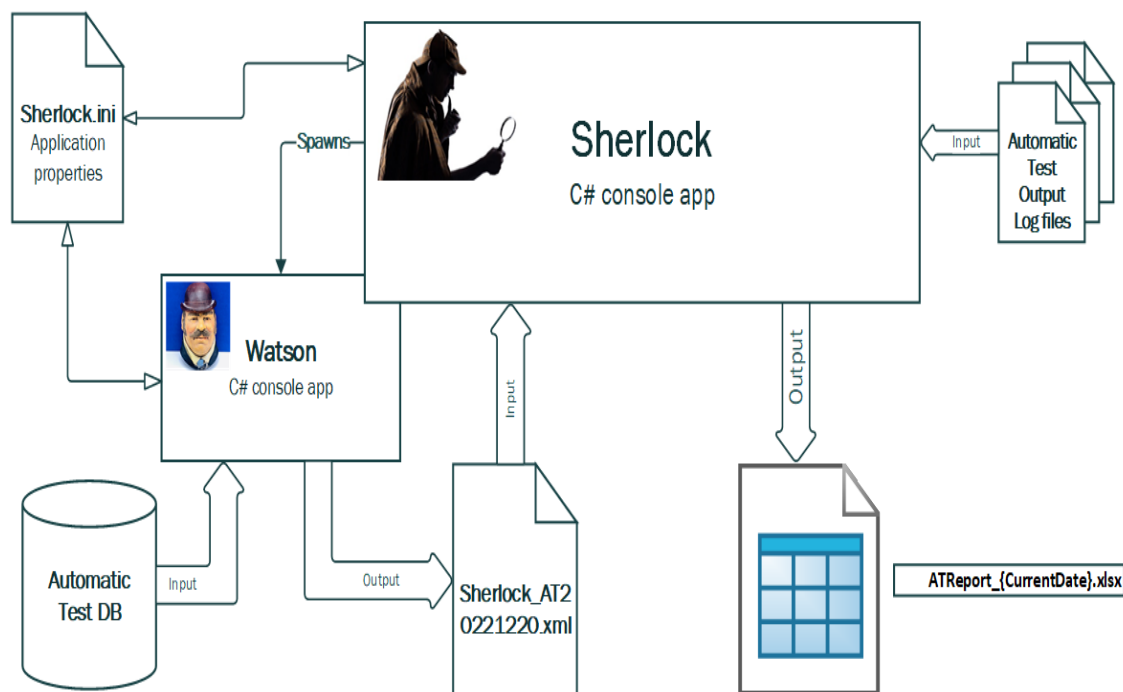 Sherlock.ini
Application
properties
Spawns
Sherlock
C# console app
Input
Automatic
Test
Output
Log files
Watson
C# console app
Input
Output
Automatic
Test DB
Input
Output
Sherlock_AT2
0221220.xml
ATReport_{CurrentDate}.xlsx